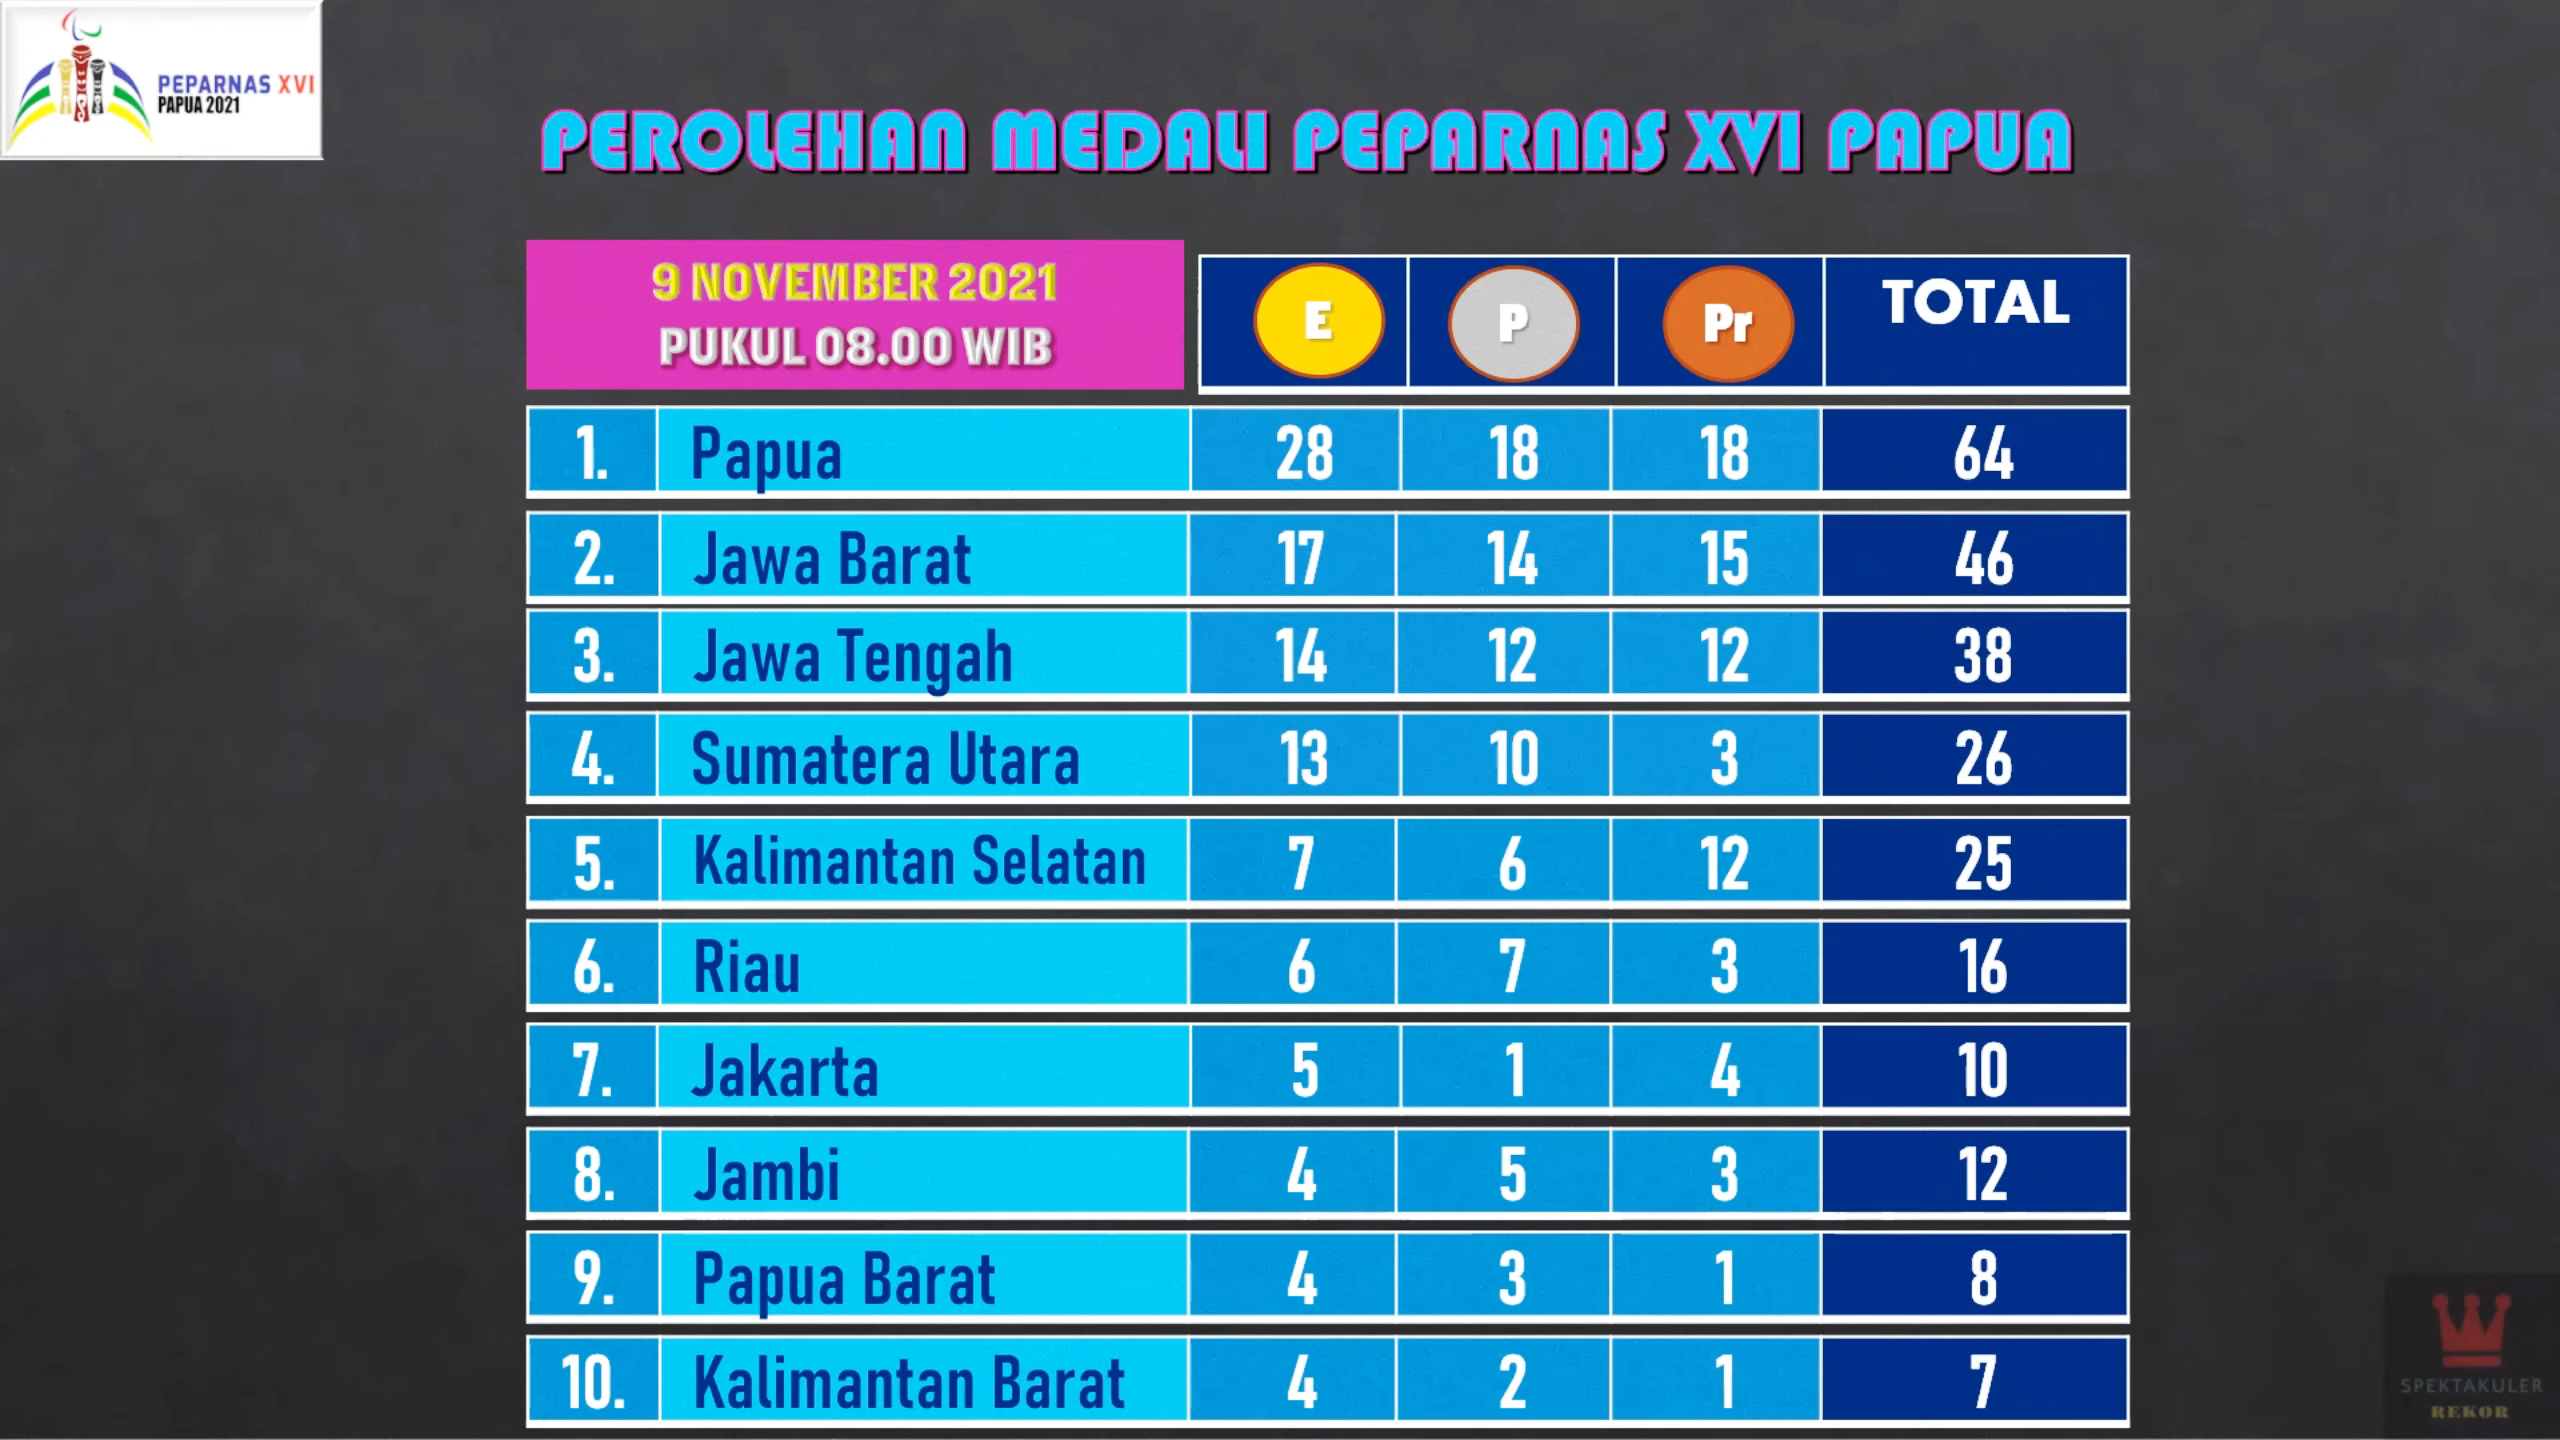 PEPARNAS XVI
PAPUA 2021
PEROLEHAN MEDALI PEPARNAS XVI PAPUA
9 NOVEMBER 2021
PUKUL 08.00 WIB
E P Pr TOTAL
1. Papua 28 18 18 64
2. Jawa Barat 17 14 15 46
3. Jawa Tengah 14 12 12 38
4. Sumatera Utara 13 10 3 26
5. Kalimantan Selatan 7 6 12 25
6. Riau 6 7 3 16
7. Jakarta 5 1 4 10
8. Jambi 4 5 3 12
9. Papua Barat 4 3 1 8
10. Kalimantan Barat 4 2 1 7
SPEKTAKULER
REKOR